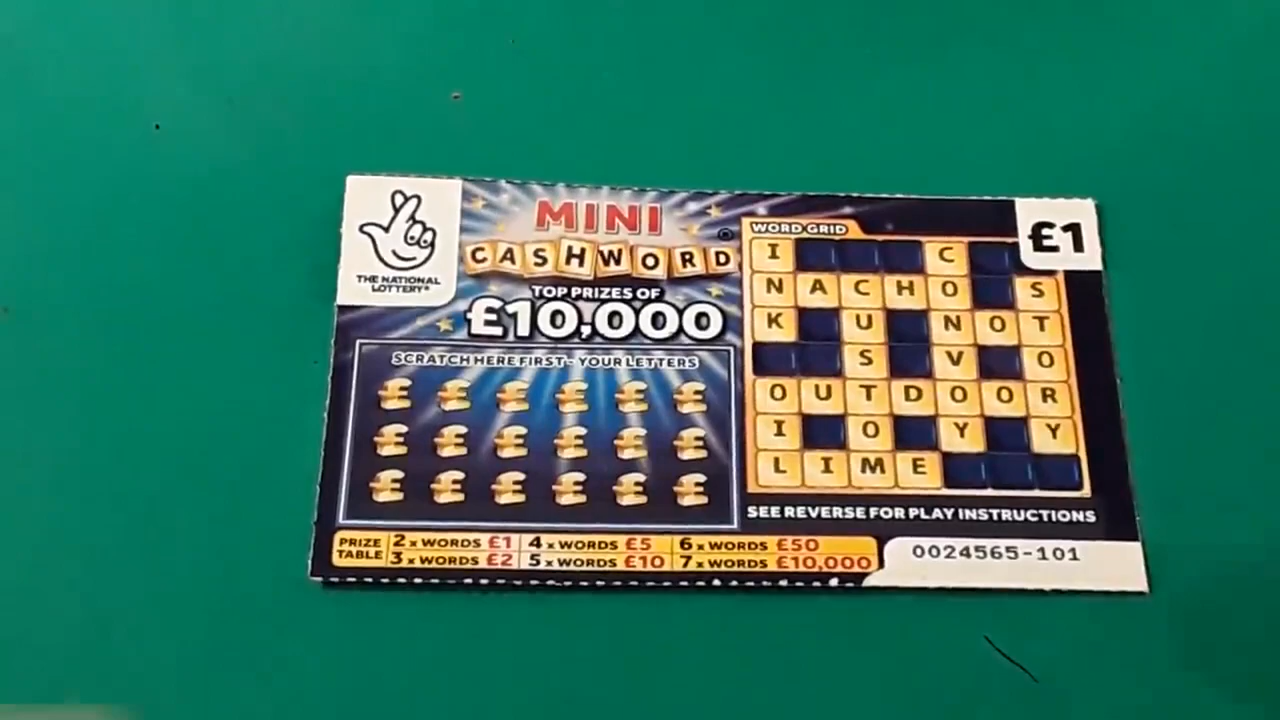 THE NATIONAL
LOTTERY®
MINI
CASHWORD®
TOP PRIZES OF
£10,000
SCRATCH HERE FIRST - YOUR LETTERS
£ £ £ £ £ £
£ £ £ £ £ £
£ £ £ £ £ £
WORD GRID
£1
I C
N A C H O S
K U N O T
S V O
O U T D O O R
I O Y Y
L I M E
SEE REVERSE FOR PLAY INSTRUCTIONS
PRIZE TABLE
2 x WORDS £1 4 x WORDS £5 6 x WORDS £50
3 x WORDS £2 5 x WORDS £10 7 x WORDS £10,000
0024565-101